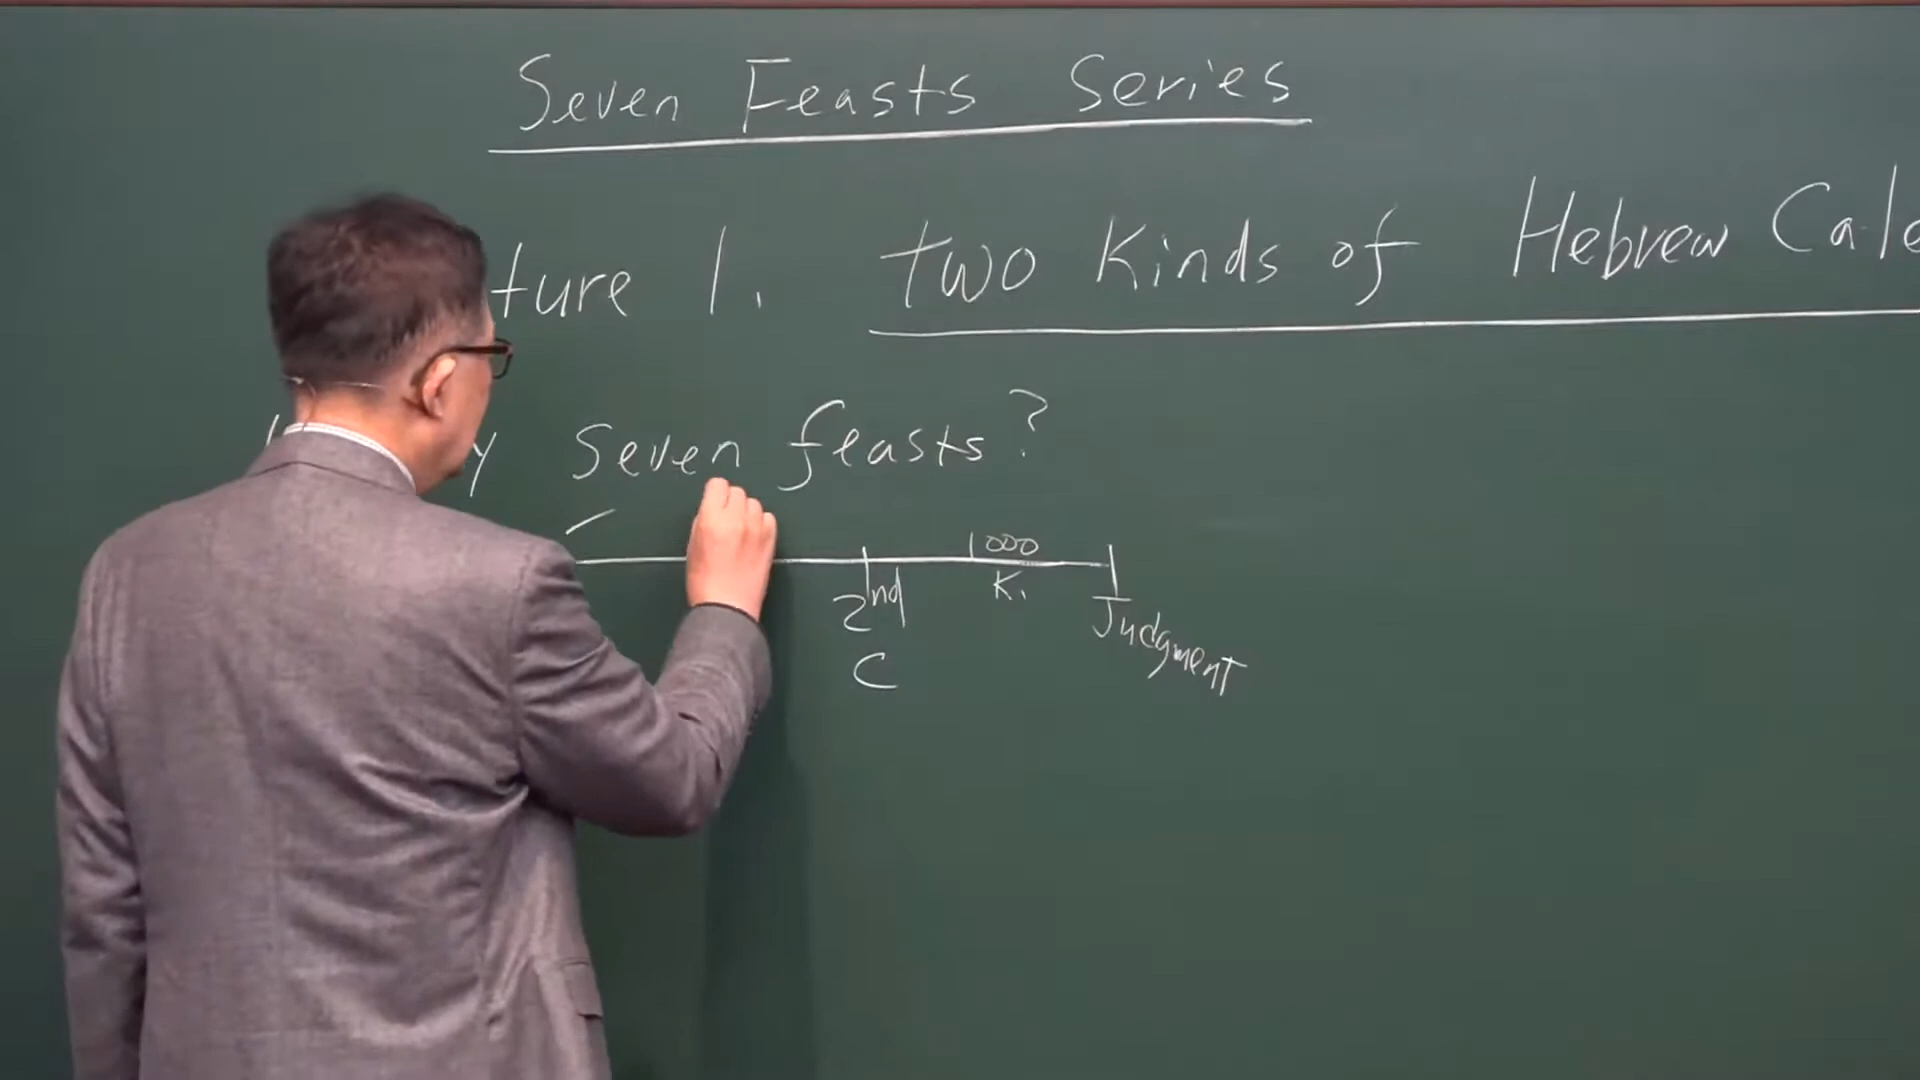 Seven Feasts Series
ture 1. two Kinds of Hebrew Cale
y Seven feasts?
1000
2nd K. Judgment
C